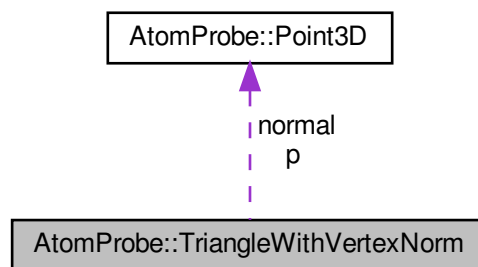 AtomProbe::Point3D
normal
p
AtomProbe::TriangleWithVertexNorm